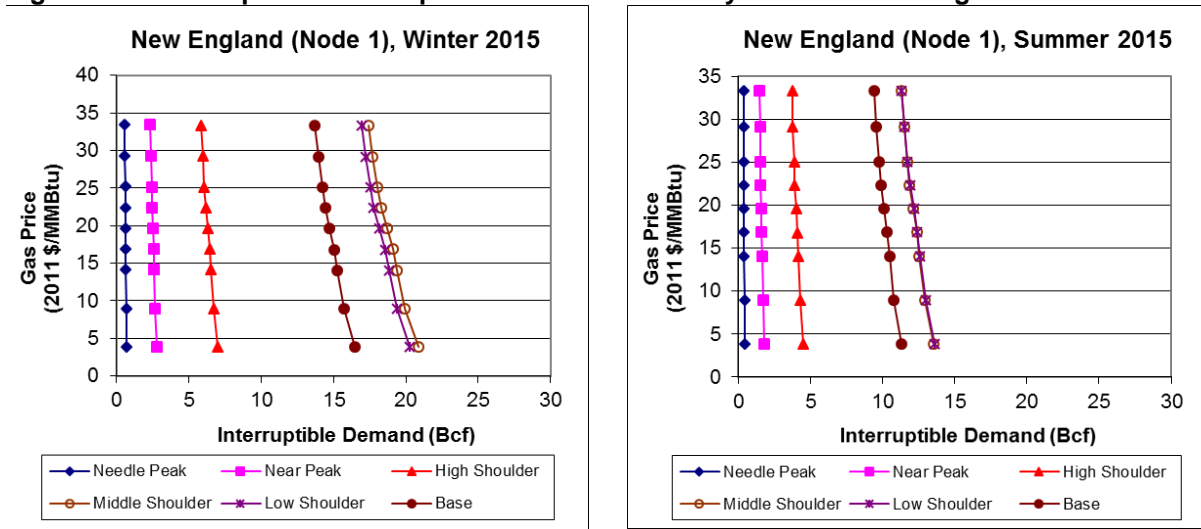 New England (Node 1), Winter 2015
40
35
30
25
20
15
10
5
0
Gas Price
(2011 $/MMBtu)
0 5 10 15 20 25 30
Interruptible Demand (Bcf)
Needle Peak Near Peak High Shoulder
Middle Shoulder Low Shoulder Base
New England (Node 1), Summer 2015
35
30
25
20
15
10
5
0
Gas Price
(2011 $/MMBtu)
0 5 10 15 20 25 30
Interruptible Demand (Bcf)
Needle Peak Near Peak High Shoulder
Middle Shoulder Low Shoulder Base